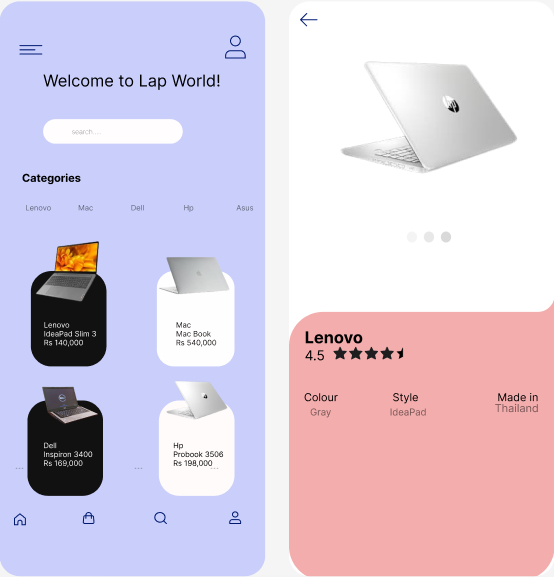 Welcome to Lap World!
search....
Categories
Lenovo Mac Dell Hp Asus
Lenovo
IdeaPad Slim 3
Rs 140,000
Mac
Mac Book
Rs 540,000
Dell
Inspiron 3400
Rs 169,000
Hp
Probook 3506
Rs 198,000
hp
Lenovo
4.5
Colour Style Made in
Gray IdeaPad Thailand